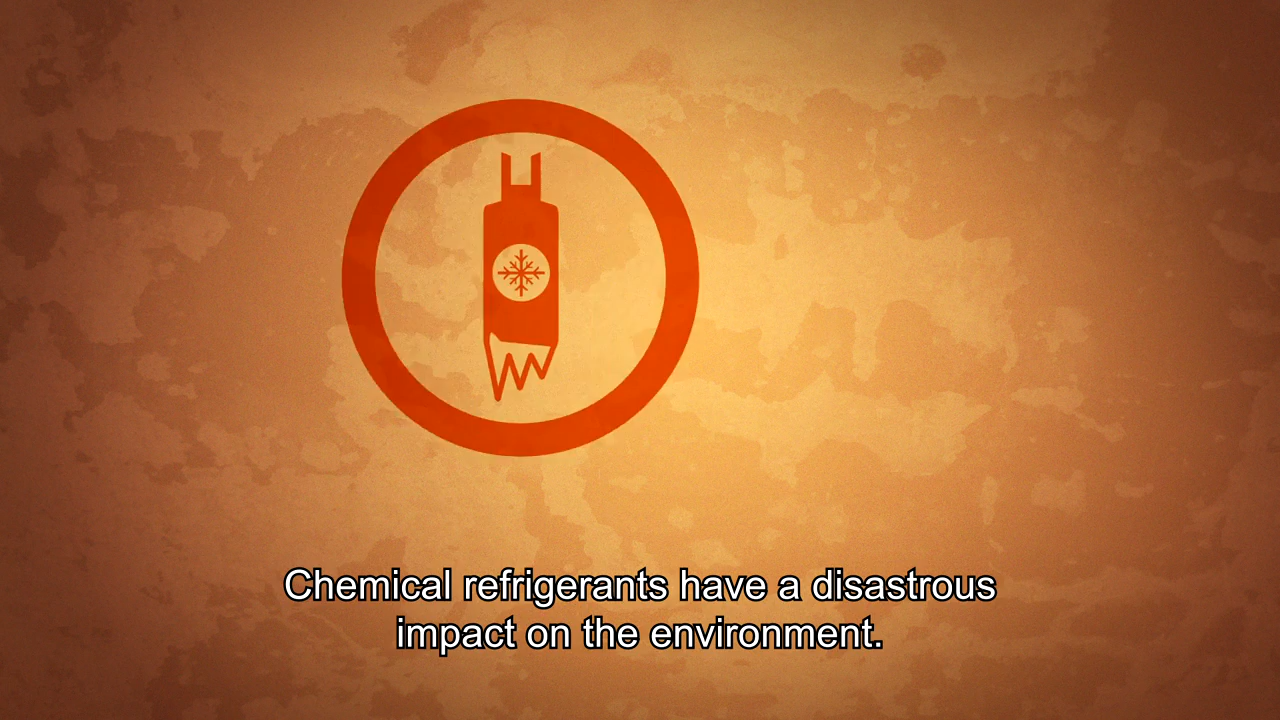 Chemical refrigerants have a disastrous
impact on the environment.